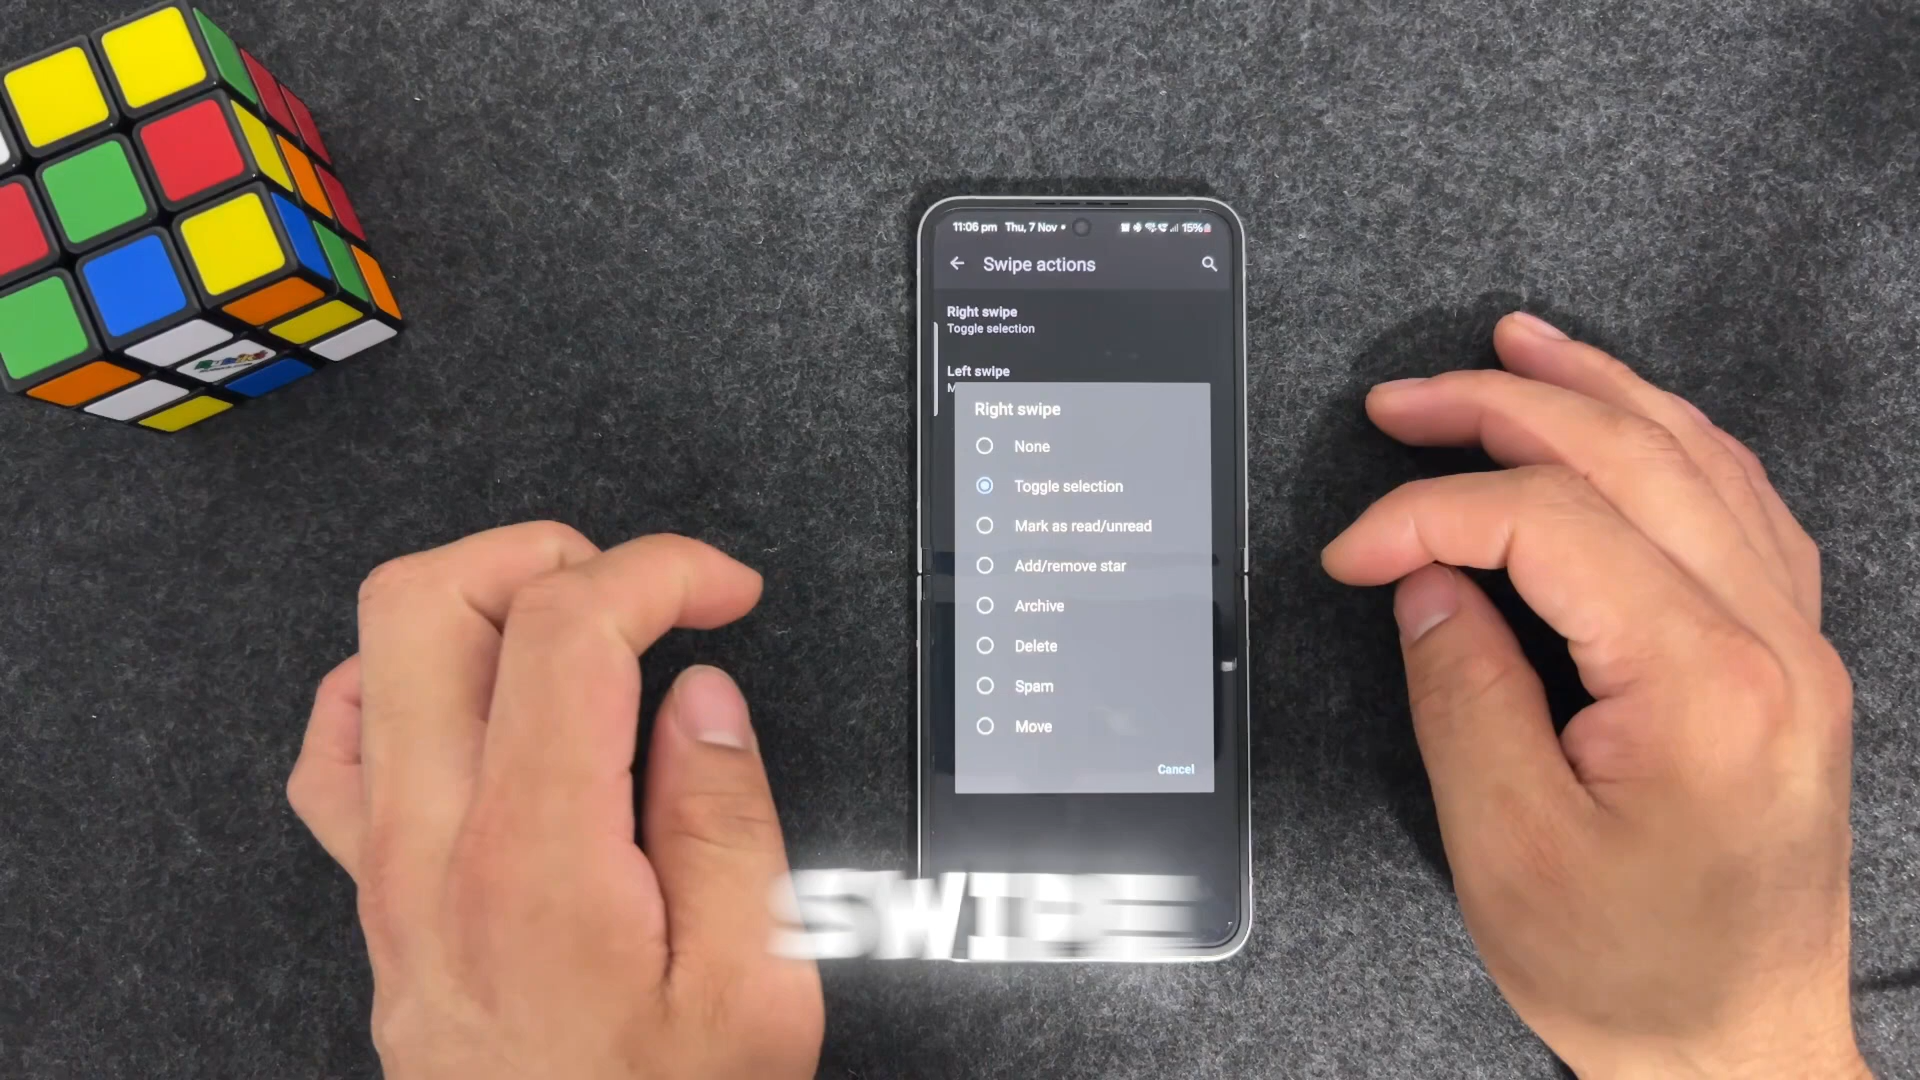 11:06 pm Thu, 7 Nov • 15%
Swipe actions
Right swipe
Toggle selection
Left swipe
M
Right swipe
None
Toggle selection
Mark as read/unread
Add/remove star
Archive
Delete
Spam
Move
Cancel
SWIPE